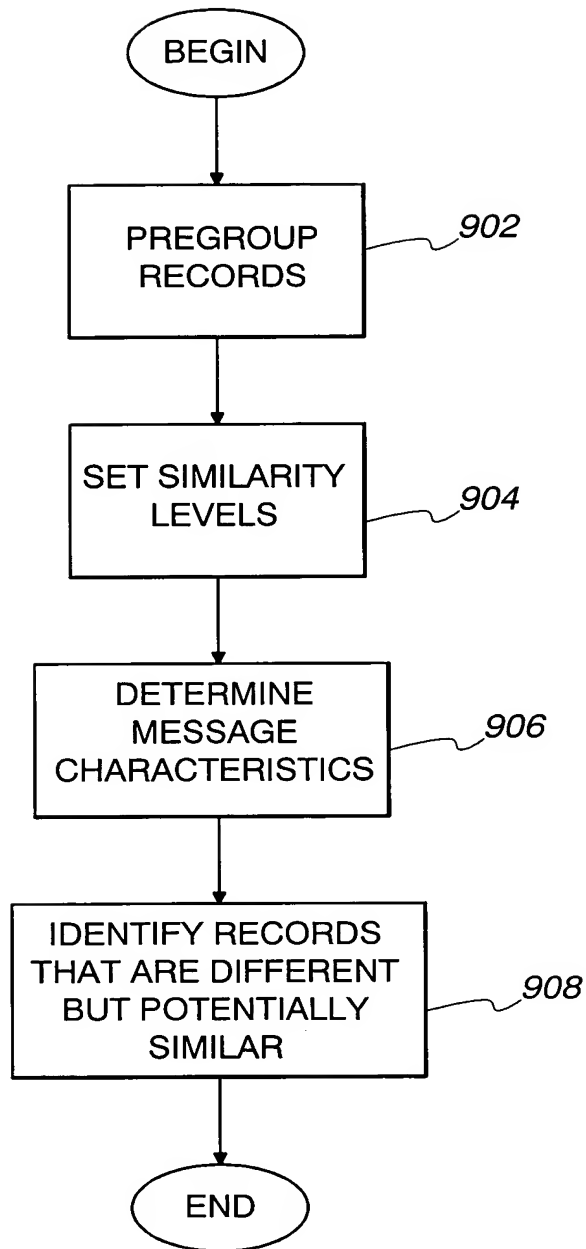 BEGIN
PREGROUP
RECORDS
902
SET SIMILARITY
LEVELS
904
DETERMINE
MESSAGE
CHARACTERISTICS
906
IDENTIFY RECORDS
THAT ARE DIFFERENT
BUT POTENTIALLY
SIMILAR
908
END